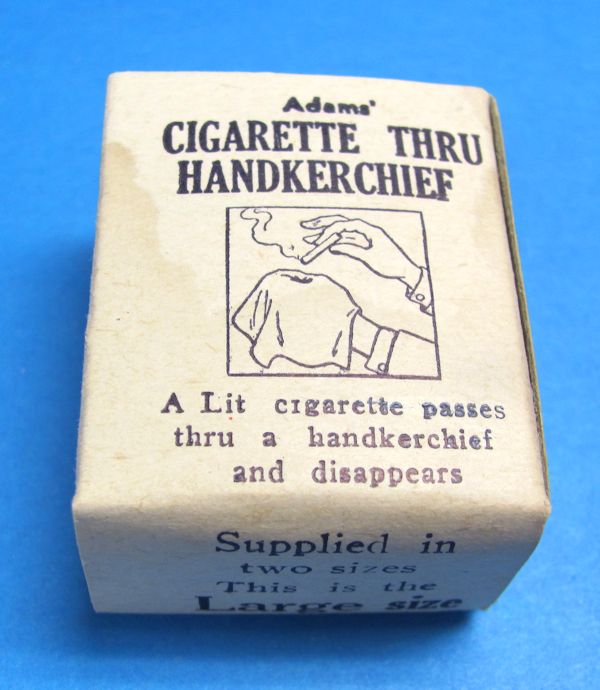 Adams'
CIGARETTE THRU
HANDKERCHIEF
A Lit cigarette passes
thru a handkerchief
and disappears
Supplied in
two sizes
This is the
Large size